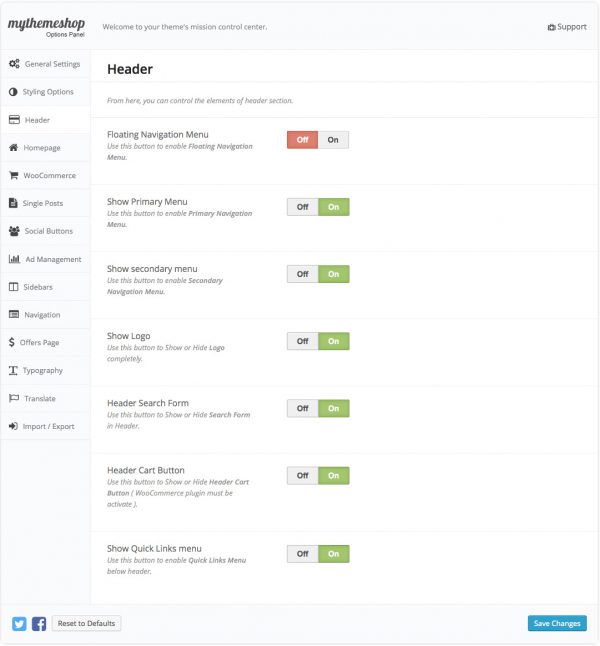 mythemeshop
Options Panel
Welcome to your theme's mission control center.
Support
General Settings
Styling Options
Header
Homepage
WooCommerce
Single Posts
Social Buttons
Ad Management
Sidebars
Navigation
Offers Page
Typography
Translate
Import / Export
Header
From here, you can control the elements of header section.
Floating Navigation Menu
Use this button to enable Floating Navigation
Menu.
Off On
Show Primary Menu
Use this button to enable Primary Navigation
Menu.
Off On
Show secondary menu
Use this button to enable Secondary
Navigation Menu.
Off On
Show Logo
Use this button to Show or Hide Logo
completely.
Off On
Header Search Form
Use this button to Show or Hide Search Form
in Header.
Off On
Header Cart Button
Use this button to Show or Hide Header Cart
Button ( WooCommerce plugin must be
activate ).
Off On
Show Quick Links menu
Use this button to enable Quick Links Menu
below header.
Off On
Reset to Defaults
Save Changes